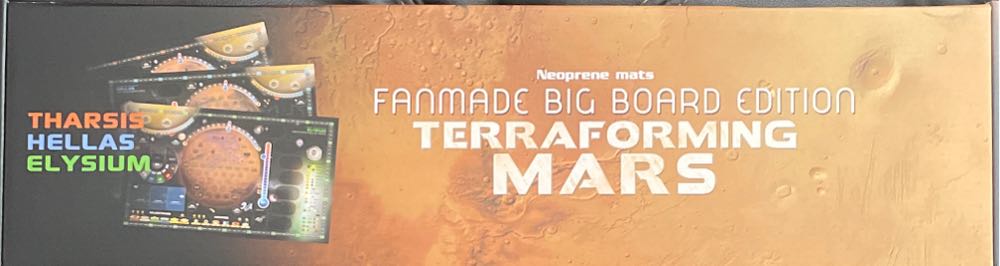 THARSIS
HELLAS
ELYSIUM
Neoprene mats
FANMADE BIG BOARD EDITION
TERRAFORMING
MARS